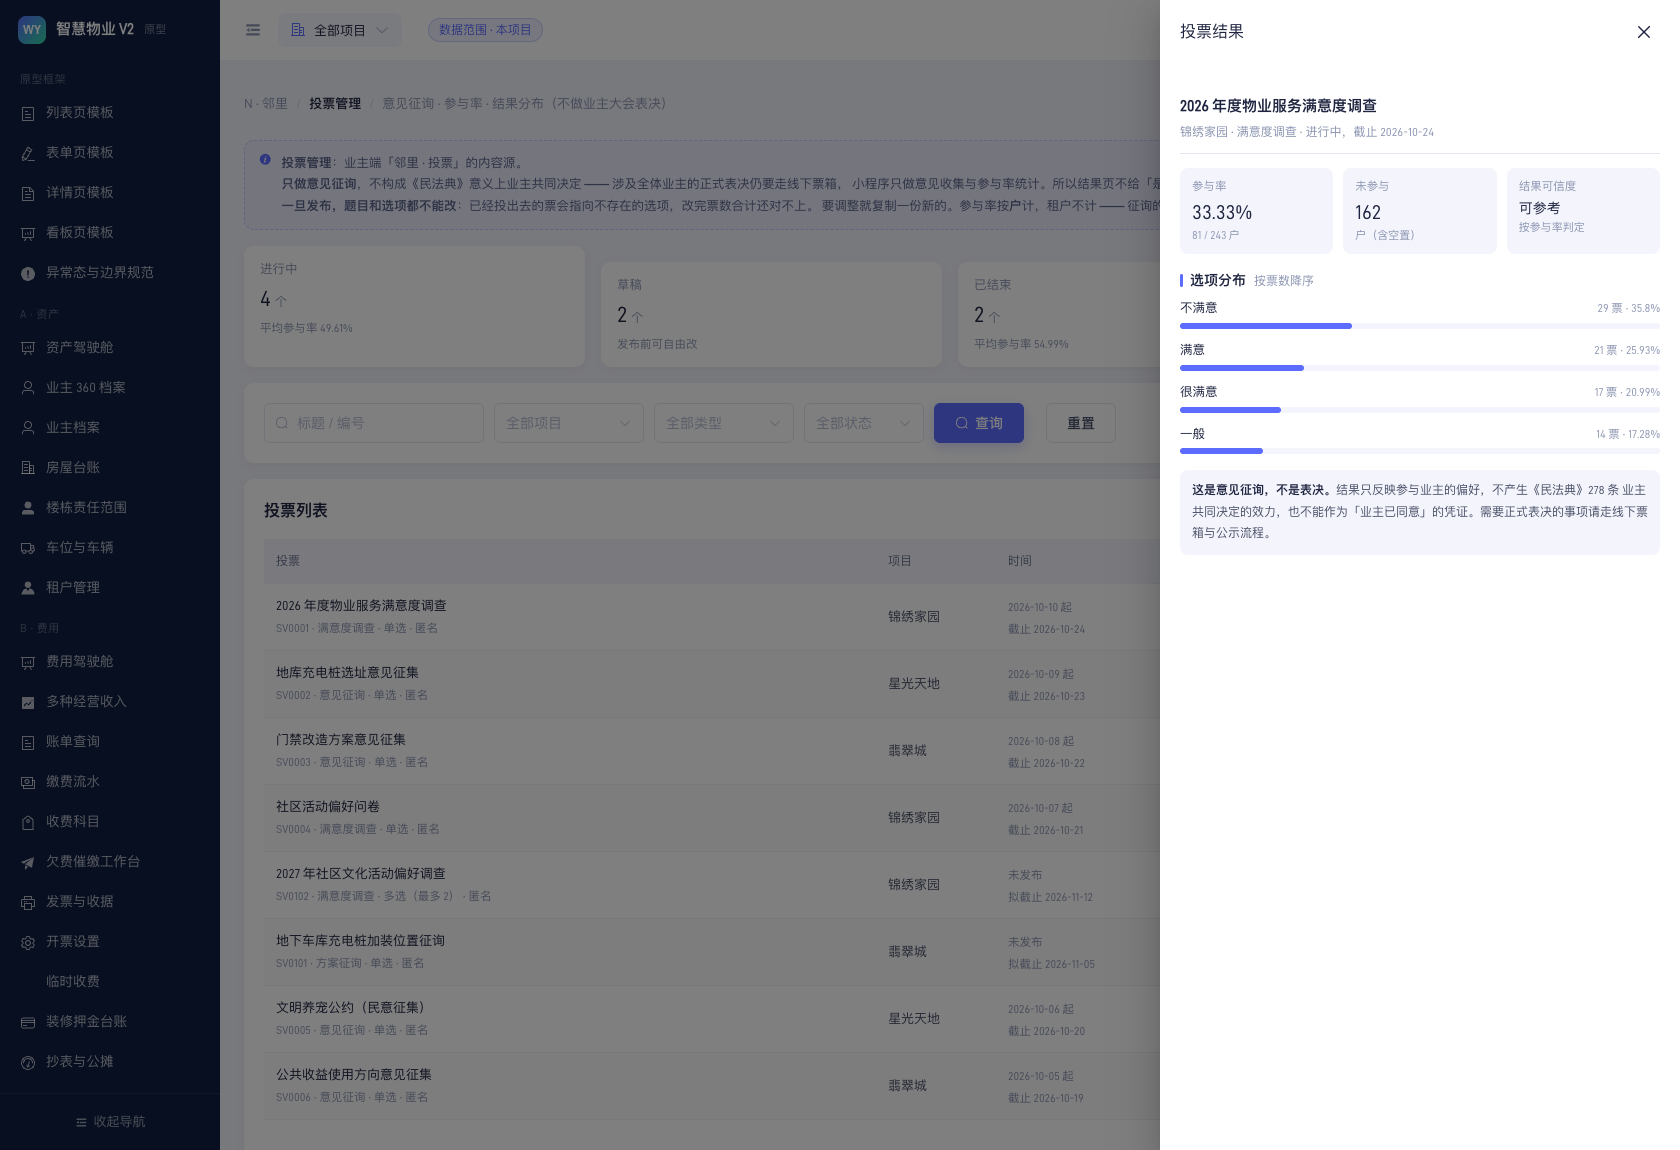 WY 智慧物业 V2 原型
原型框架
列表页模板
表单页模板
详情页模板
看板页模板
异常态与边界规范
A · 资产
资产驾驶舱
业主 360 档案
业主档案
房屋台账
楼栋责任范围
车位与车辆
租户管理
B · 费用
费用驾驶舱
多种经营收入
账单查询
缴费流水
收费科目
欠费催缴工作台
发票与收据
开票设置
临时收费
装修押金台账
抄表与公摊
收起导航
全部项目
数据范围 · 本项目
N · 邻里 / 投票管理 / 意见征询 · 参与率 · 结果分布（不做业主大会表决）
投票管理：业主端「邻里 · 投票」的内容源。
只做意见征询，不构成《民法典》意义上业主共同决定 —— 涉及全体业主的正式表决仍要走线下票箱， 小程序只做意见收集与参与率统计。所以结果页不给「是
一旦发布，题目和选项都不能改：已经投出去的票会指向不存在的选项，改完票数合计还对不上。 要调整就复制一份新的。参与率按户计，租户不计 —— 征询的
进行中
4 个
平均参与率 49.61%
草稿
2 个
发布前可自由改
已结束
2 个
平均参与率 54.99%
标题 / 编号
全部项目
全部类型
全部状态
查询
重置
投票列表
投票 项目 时间
2026 年度物业服务满意度调查
SV0001 · 满意度调查 · 单选 · 匿名
锦绣家园
2026-10-10 起
截止 2026-10-24
地库充电桩选址意见征集
SV0002 · 意见征询 · 单选 · 匿名
星光天地
2026-10-09 起
截止 2026-10-23
门禁改造方案意见征集
SV0003 · 意见征询 · 单选 · 匿名
翡翠城
2026-10-08 起
截止 2026-10-22
社区活动偏好问卷
SV0004 · 满意度调查 · 单选 · 匿名
锦绣家园
2026-10-07 起
截止 2026-10-21
2027 年社区文化活动偏好调查
SV0102 · 满意度调查 · 多选（最多 2） · 匿名
锦绣家园
未发布
拟截止 2026-11-12
地下车库充电桩加装位置征询
SV0101 · 方案征询 · 单选 · 匿名
翡翠城
未发布
拟截止 2026-11-05
文明养宠公约（民意征集）
SV0005 · 意见征询 · 单选 · 匿名
星光天地
2026-10-06 起
截止 2026-10-20
公共收益使用方向意见征集
SV0006 · 意见征询 · 单选 · 匿名
翡翠城
2026-10-05 起
截止 2026-10-19
投票结果
2026 年度物业服务满意度调查
锦绣家园 · 满意度调查 · 进行中，截止 2026-10-24
参与率
33.33%
81 / 243 户
未参与
162
户（含空置）
结果可信度
可参考
按参与率判定
选项分布 按票数降序
不满意 29 票 · 35.8%
满意 21 票 · 25.93%
很满意 17 票 · 20.99%
一般 14 票 · 17.28%
这是意见征询，不是表决。结果只反映参与业主的偏好，不产生《民法典》278 条 业主
共同决定的效力，也不能作为「业主已同意」的凭证。需要正式表决的事项请走线下票
箱与公示流程。